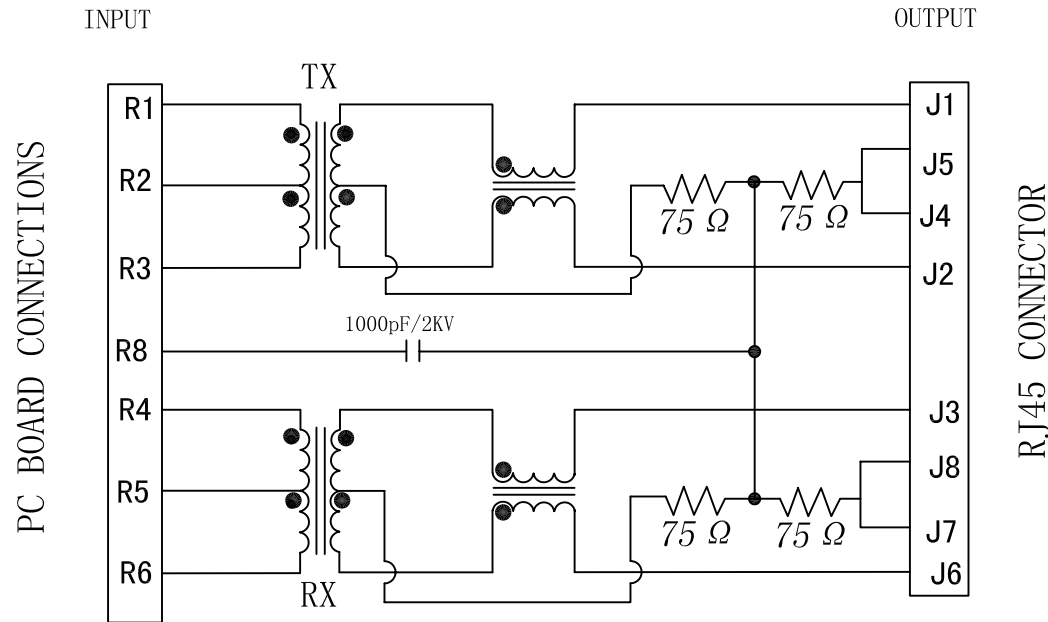 INPUT
OUTPUT
PC BOARD CONNECTIONS
TX
R1
R2
R3
R8
R4
R5
R6
RX
1000pF/2KV
75 Ω
75 Ω
75 Ω
75 Ω
J1
J5
J4
J2
J3
J8
J7
J6
RJ45 CONNECTOR